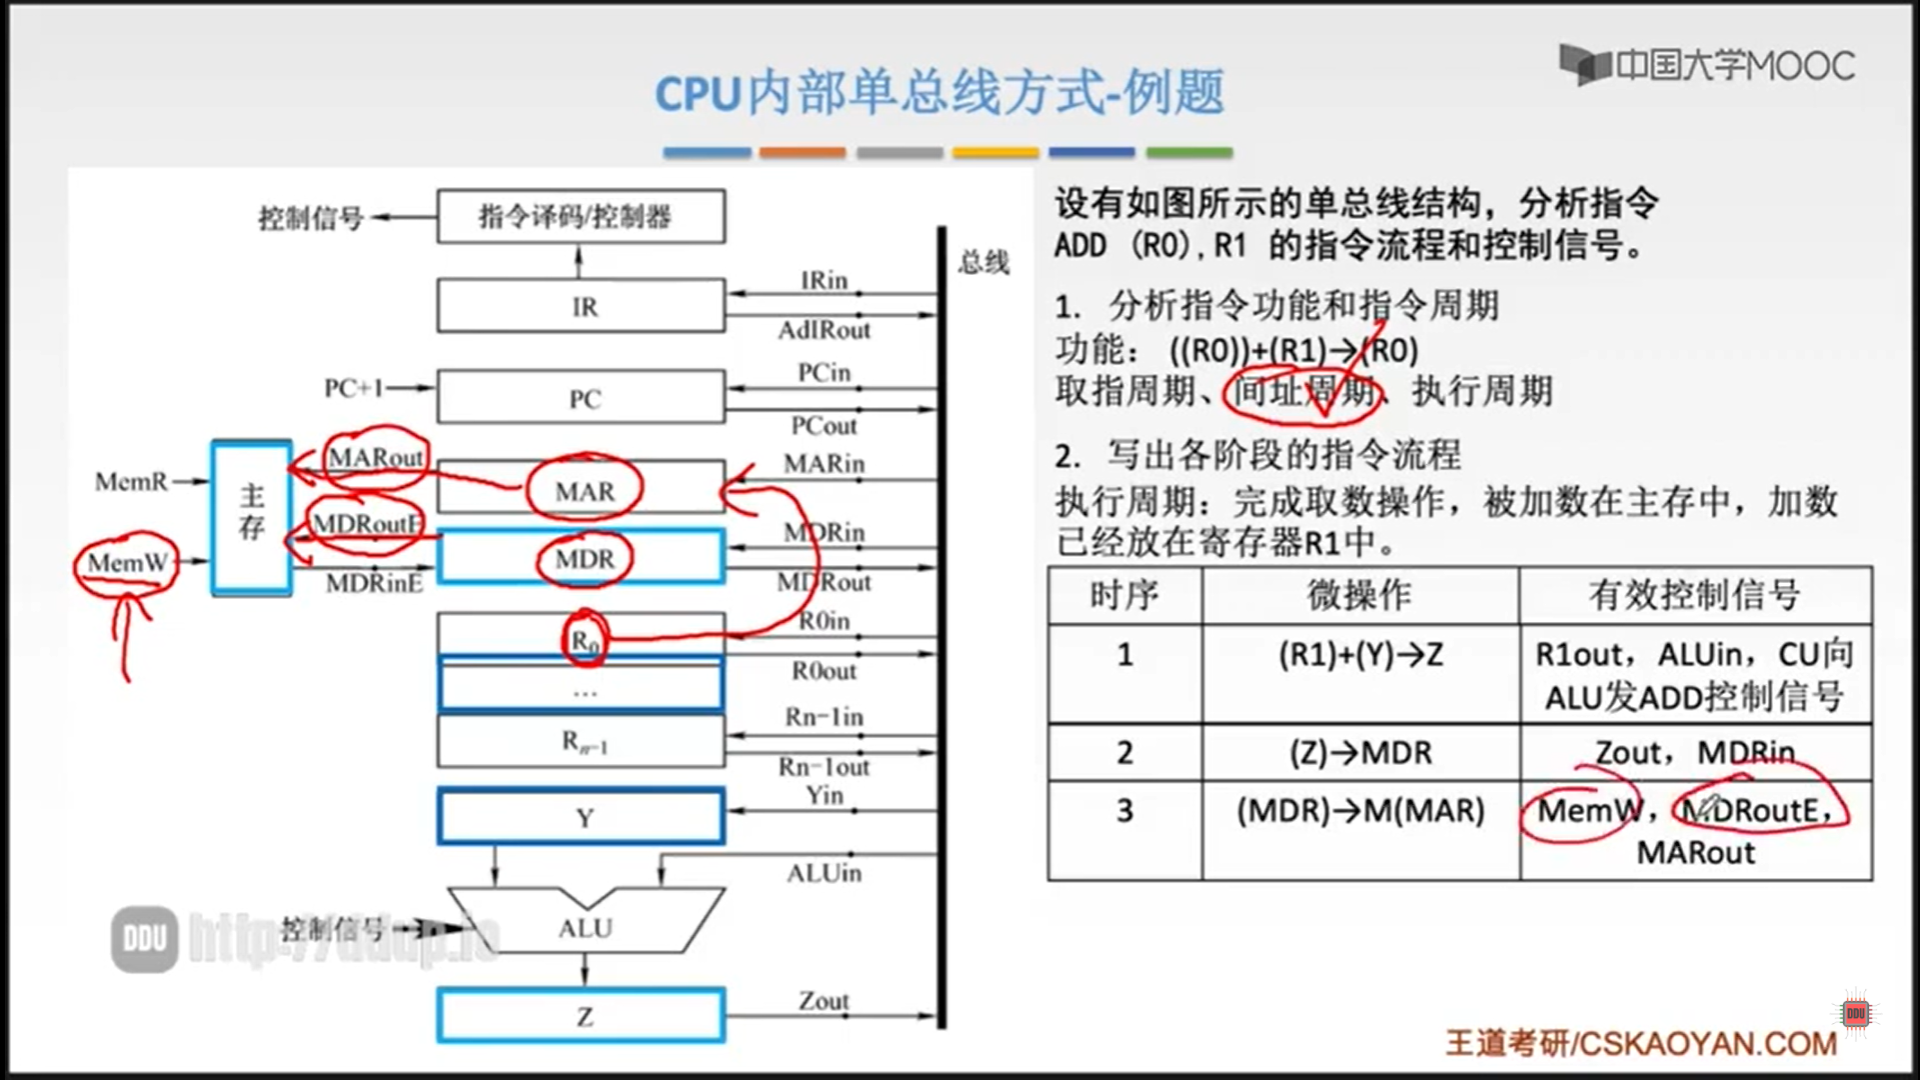 中国大学MOOC
CPU内部单总线方式-例题
设有如图所示的单总线结构，分析指令
ADD (R0),R1 的指令流程和控制信号。
1. 分析指令功能和指令周期
功能： ((R0))+(R1)→(R0)
取指周期、间址周期、执行周期
2. 写出各阶段的指令流程
执行周期：完成取数操作，被加数在主存中，加数
已经放在寄存器R1中。
时序 微操作 有效控制信号
1 (R1)+(Y)→Z R1out，ALUin，CU向
ALU发ADD控制信号
2 (Z)→MDR Zout，MDRin
3 (MDR)→M(MAR) MemW，MDRoutE，
MARout
控制信号 指令译码/控制器
总线
IR IRin
AdIRout
PC+1 PC PCin
PCout
MemR 主存 MARout MAR MARin
MemW MDRoutE MDR MDRin
MDRinE MDRout
R0 R0in
R0out
…
Rn-1 Rn-1in
Rn-1out
Y Yin
ALUin
控制信号 ALU
Z Zout
DDU http://ddup.io
DDU
王道考研/CSKAOYAN.COM